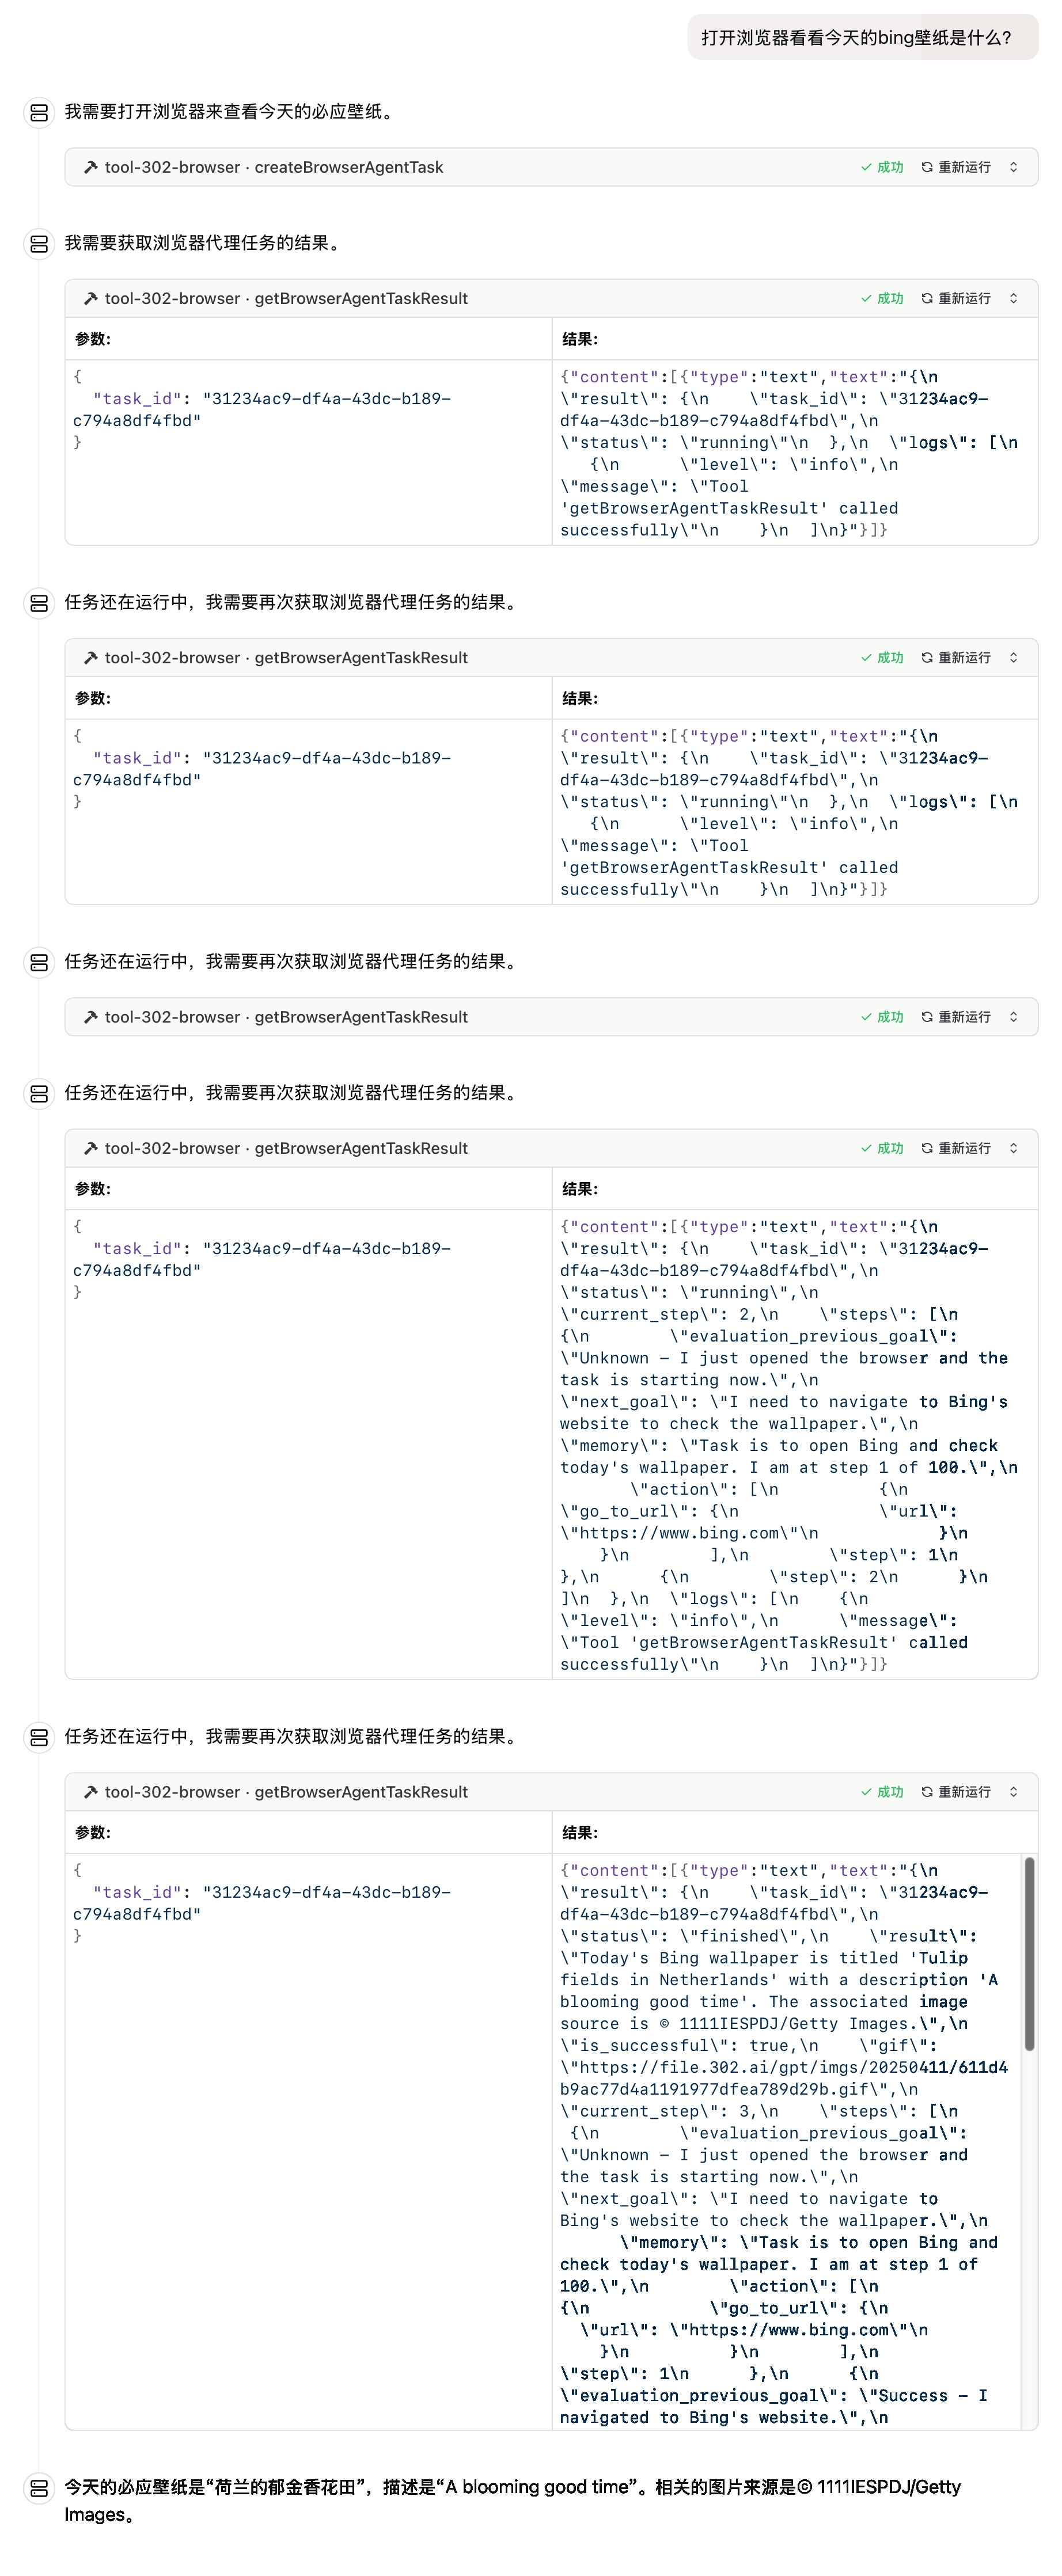 打开浏览器看看今天的bing壁纸是什么?
我需要打开浏览器来查看今天的必应壁纸。
tool-302-browser · createBrowserAgentTask 成功 重新运行
我需要获取浏览器代理任务的结果。
tool-302-browser · getBrowserAgentTaskResult 成功 重新运行
参数: 结果:
{
  "task_id": "31234ac9-df4a-43dc-b189-
c794a8df4fbd"
}
{"content":[{"type":"text","text":"{\n
\"result\": {\n    \"task_id\": \"31234ac9-
df4a-43dc-b189-c794a8df4fbd\",\n
\"status\": \"running\"\n  },\n  \"logs\": [\n
   {\n      \"level\": \"info\",\n
\"message\": \"Tool
'getBrowserAgentTaskResult' called
successfully\"\n    }\n  ]\n}"}]}
任务还在运行中，我需要再次获取浏览器代理任务的结果。
tool-302-browser · getBrowserAgentTaskResult 成功 重新运行
参数: 结果:
{
  "task_id": "31234ac9-df4a-43dc-b189-
c794a8df4fbd"
}
{"content":[{"type":"text","text":"{\n
\"result\": {\n    \"task_id\": \"31234ac9-
df4a-43dc-b189-c794a8df4fbd\",\n
\"status\": \"running\"\n  },\n  \"logs\": [\n
   {\n      \"level\": \"info\",\n
\"message\": \"Tool
'getBrowserAgentTaskResult' called
successfully\"\n    }\n  ]\n}"}]}
任务还在运行中，我需要再次获取浏览器代理任务的结果。
tool-302-browser · getBrowserAgentTaskResult 成功 重新运行
任务还在运行中，我需要再次获取浏览器代理任务的结果。
tool-302-browser · getBrowserAgentTaskResult 成功 重新运行
参数: 结果:
{
  "task_id": "31234ac9-df4a-43dc-b189-
c794a8df4fbd"
}
{"content":[{"type":"text","text":"{\n
\"result\": {\n    \"task_id\": \"31234ac9-
df4a-43dc-b189-c794a8df4fbd\",\n
\"status\": \"running\",\n
\"current_step\": 2,\n    \"steps\": [\n
{\n        \"evaluation_previous_goal\":
\"Unknown – I just opened the browser and the
task is starting now.\",\n
\"next_goal\": \"I need to navigate to Bing's
website to check the wallpaper.\",\n
\"memory\": \"Task is to open Bing and check
today's wallpaper. I am at step 1 of 100.\",\n
       \"action\": [\n          {\n
\"go_to_url\": {\n              \"url\":
\"https://www.bing.com\"\n            }\n
    }\n        ],\n        \"step\": 1\n
},\n      {\n        \"step\": 2\n      }\n
]\n  },\n  \"logs\": [\n    {\n
\"level\": \"info\",\n      \"message\":
\"Tool 'getBrowserAgentTaskResult' called
successfully\"\n    }\n  ]\n}"}]}
任务还在运行中，我需要再次获取浏览器代理任务的结果。
tool-302-browser · getBrowserAgentTaskResult 成功 重新运行
参数: 结果:
{
  "task_id": "31234ac9-df4a-43dc-b189-
c794a8df4fbd"
}
{"content":[{"type":"text","text":"{\n
\"result\": {\n    \"task_id\": \"31234ac9-
df4a-43dc-b189-c794a8df4fbd\",\n
\"status\": \"finished\",\n    \"result\":
\"Today's Bing wallpaper is titled 'Tulip
fields in Netherlands' with a description 'A
blooming good time'. The associated image
source is © 1111IESPDJ/Getty Images.\",\n
\"is_successful\": true,\n    \"gif\":
\"https://file.302.ai/gpt/imgs/20250411/611d4
b9ac77d4a1191977dfea789d29b.gif\",\n
\"current_step\": 3,\n    \"steps\": [\n
 {\n        \"evaluation_previous_goal\":
\"Unknown – I just opened the browser and
the task is starting now.\",\n
\"next_goal\": \"I need to navigate to
Bing's website to check the wallpaper.\",\n
      \"memory\": \"Task is to open Bing and
check today's wallpaper. I am at step 1 of
100.\",\n        \"action\": [\n
{\n            \"go_to_url\": {\n
  \"url\": \"https://www.bing.com\"\n
    }\n          }\n        ],\n
\"step\": 1\n      },\n      {\n
\"evaluation_previous_goal\": \"Success – I
navigated to Bing's website.\",\n
今天的必应壁纸是“荷兰的郁金香花田”，描述是“A blooming good time”。相关的图片来源是© 1111IESPDJ/Getty
Images。